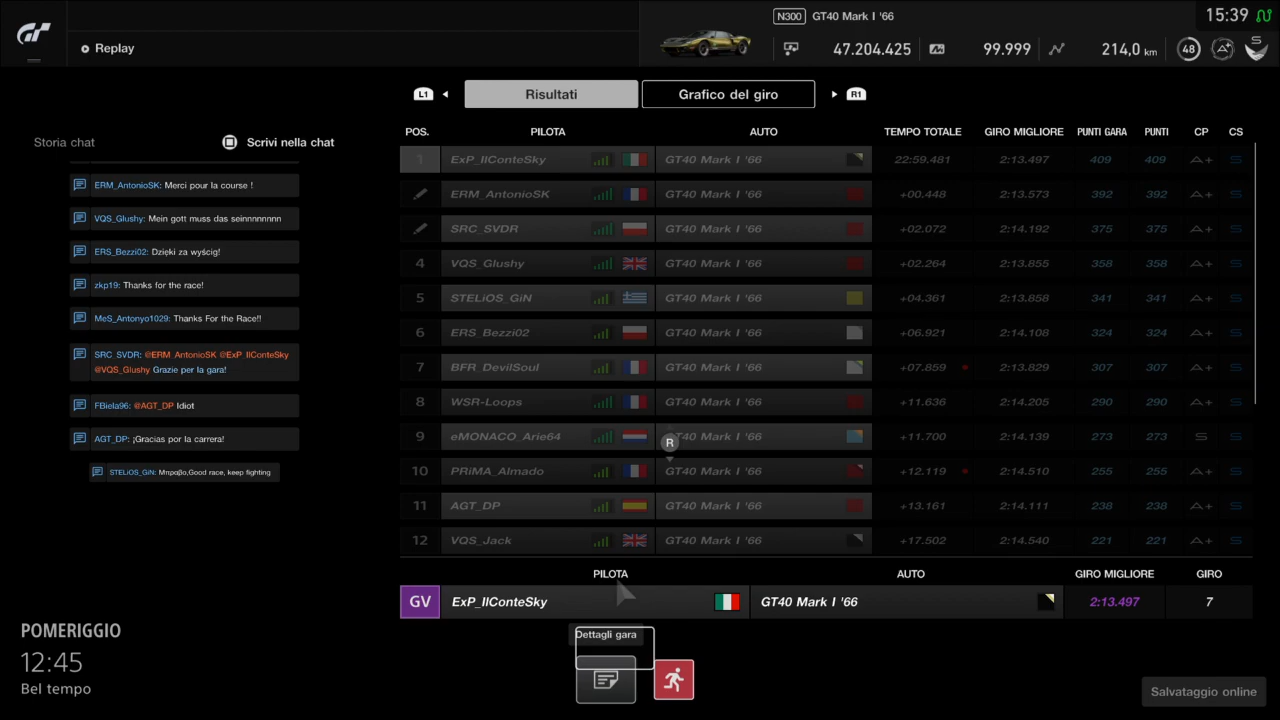 N300 GT40 Mark I '66
15:39
Replay
47.204.425
99.999
214,0 km
48
A+
S
L1
Risultati
Grafico del giro
R1
Storia chat
Scrivi nella chat
ERM_AntonioSK: Merci pour la course !
VQS_Glushy: Mein gott muss das seinnnnnnnn
ERS_Bezzi02: Dzięki za wyścig!
zkp19: Thanks for the race!
MeS_Antonyo1029: Thanks For the Race!!
SRC_SVDR: @ERM_AntonioSK @ExP_IlConteSky
@VQS_Glushy Grazie per la gara!
FBiela96: @AGT_DP Idiot
AGT_DP: ¡Gracias por la carrera!
STELiOS_GiN: Μπραβο,Good race, keep fighting
POS. PILOTA AUTO TEMPO TOTALE GIRO MIGLIORE PUNTI GARA PUNTI CP CS
1 ExP_IlConteSky GT40 Mark I '66 22:59.481 2:13.497 409 409 A+ S
ERM_AntonioSK GT40 Mark I '66 +00.448 2:13.573 392 392 A+ S
SRC_SVDR GT40 Mark I '66 +02.072 2:14.192 375 375 A+ S
4 VQS_Glushy GT40 Mark I '66 +02.264 2:13.855 358 358 A+ S
5 STELiOS_GiN GT40 Mark I '66 +04.361 2:13.858 341 341 A+ S
6 ERS_Bezzi02 GT40 Mark I '66 +06.921 2:14.108 324 324 A+ S
7 BFR_DevilSoul GT40 Mark I '66 +07.859 2:13.829 307 307 A+ S
8 WSR-Loops GT40 Mark I '66 +11.636 2:14.205 290 290 A+ S
9 eMONACO_Arie64 GT40 Mark I '66 +11.700 2:14.139 273 273 S S
R
10 PRiMA_Almado GT40 Mark I '66 +12.119 2:14.510 255 255 A+ S
11 AGT_DP GT40 Mark I '66 +13.161 2:14.111 238 238 A+ S
12 VQS_Jack GT40 Mark I '66 +17.502 2:14.540 221 221 A+ S
PILOTA AUTO GIRO MIGLIORE GIRO
GV ExP_IlConteSky GT40 Mark I '66 2:13.497 7
POMERIGGIO
12:45
Bel tempo
Dettagli gara
Salvataggio online